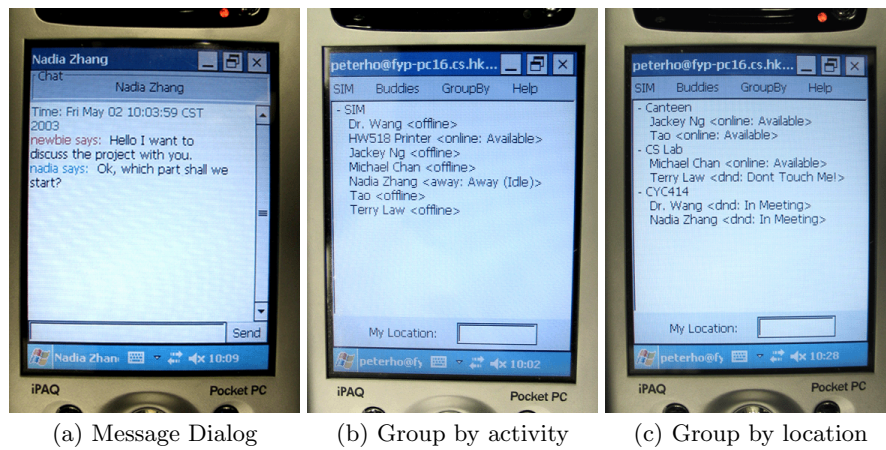 Nadia Zhang
Chat
Nadia Zhang
Time: Fri May 02 10:03:59 CST
2003
newbie says: Hello I want to
discuss the project with you.
nadia says: Ok, which part shall we
start?
Send
Nadia Zhan
10:09
iPAQ
Pocket PC
(a) Message Dialog
peterho@fyp-pc16.cs.hk...
SIM Buddies GroupBy Help
- SIM
Dr. Wang <offline>
HW518 Printer <online: Available>
Jackey Ng <offline>
Michael Chan <offline>
Nadia Zhang <away: Away (Idle)>
Tao <offline>
Terry Law <offline>
My Location:
peterho@fy
10:02
iPAQ
Pocket PC
(b) Group by activity
peterho@fyp-pc16.cs.hk...
SIM Buddies GroupBy Help
- Canteen
Jackey Ng <online: Available>
Tao <online: Available>
- CS Lab
Michael Chan <online: Available>
Terry Law <dnd: Dont Touch Me!>
- CYC414
Dr. Wang <dnd: In Meeting>
Nadia Zhang <dnd: In Meeting>
My Location:
peterho@fy
10:28
iPAQ
Pocket PC
(c) Group by location